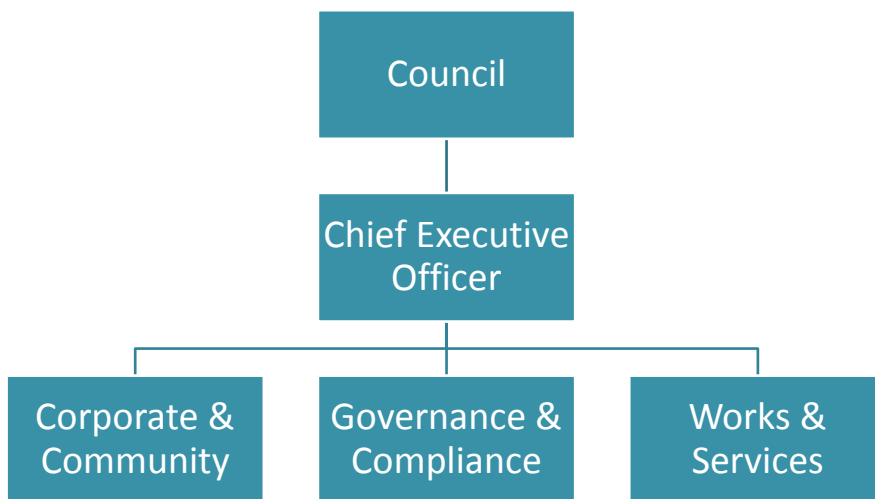 Council
Chief Executive
Officer
Corporate &
Community
Governance &
Compliance
Works &
Services